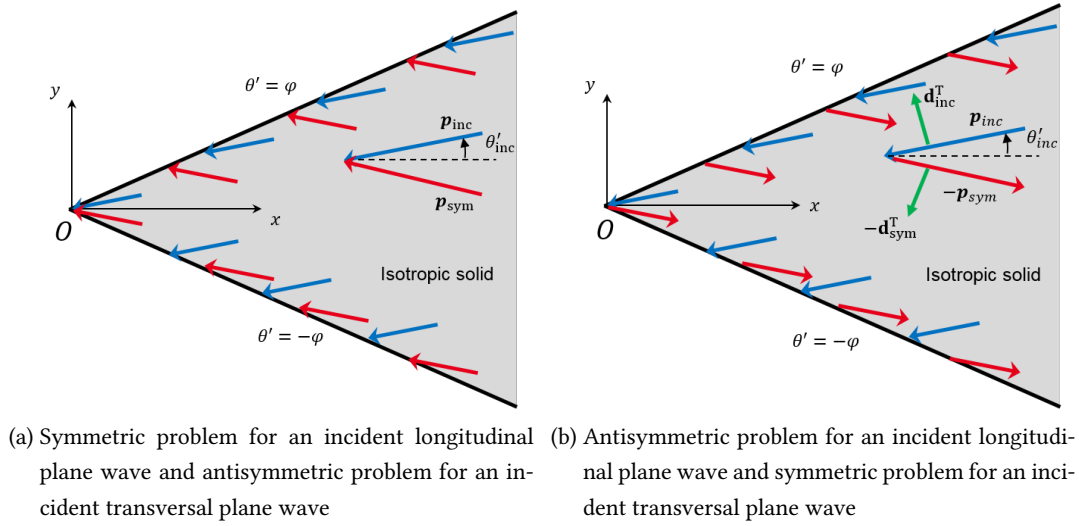 y
θ′ = φ
p_inc
θ′_inc
p_sym
O
x
Isotropic solid
θ′ = −φ
y
θ′ = φ
d^T_inc
p_inc
θ′_inc
−p_sym
−d^T_sym
O
x
Isotropic solid
θ′ = −φ
(a) Symmetric problem for an incident longitudinal
plane wave and antisymmetric problem for an in-
cident transversal plane wave
(b) Antisymmetric problem for an incident longitudi-
nal plane wave and symmetric problem for an inci-
dent transversal plane wave